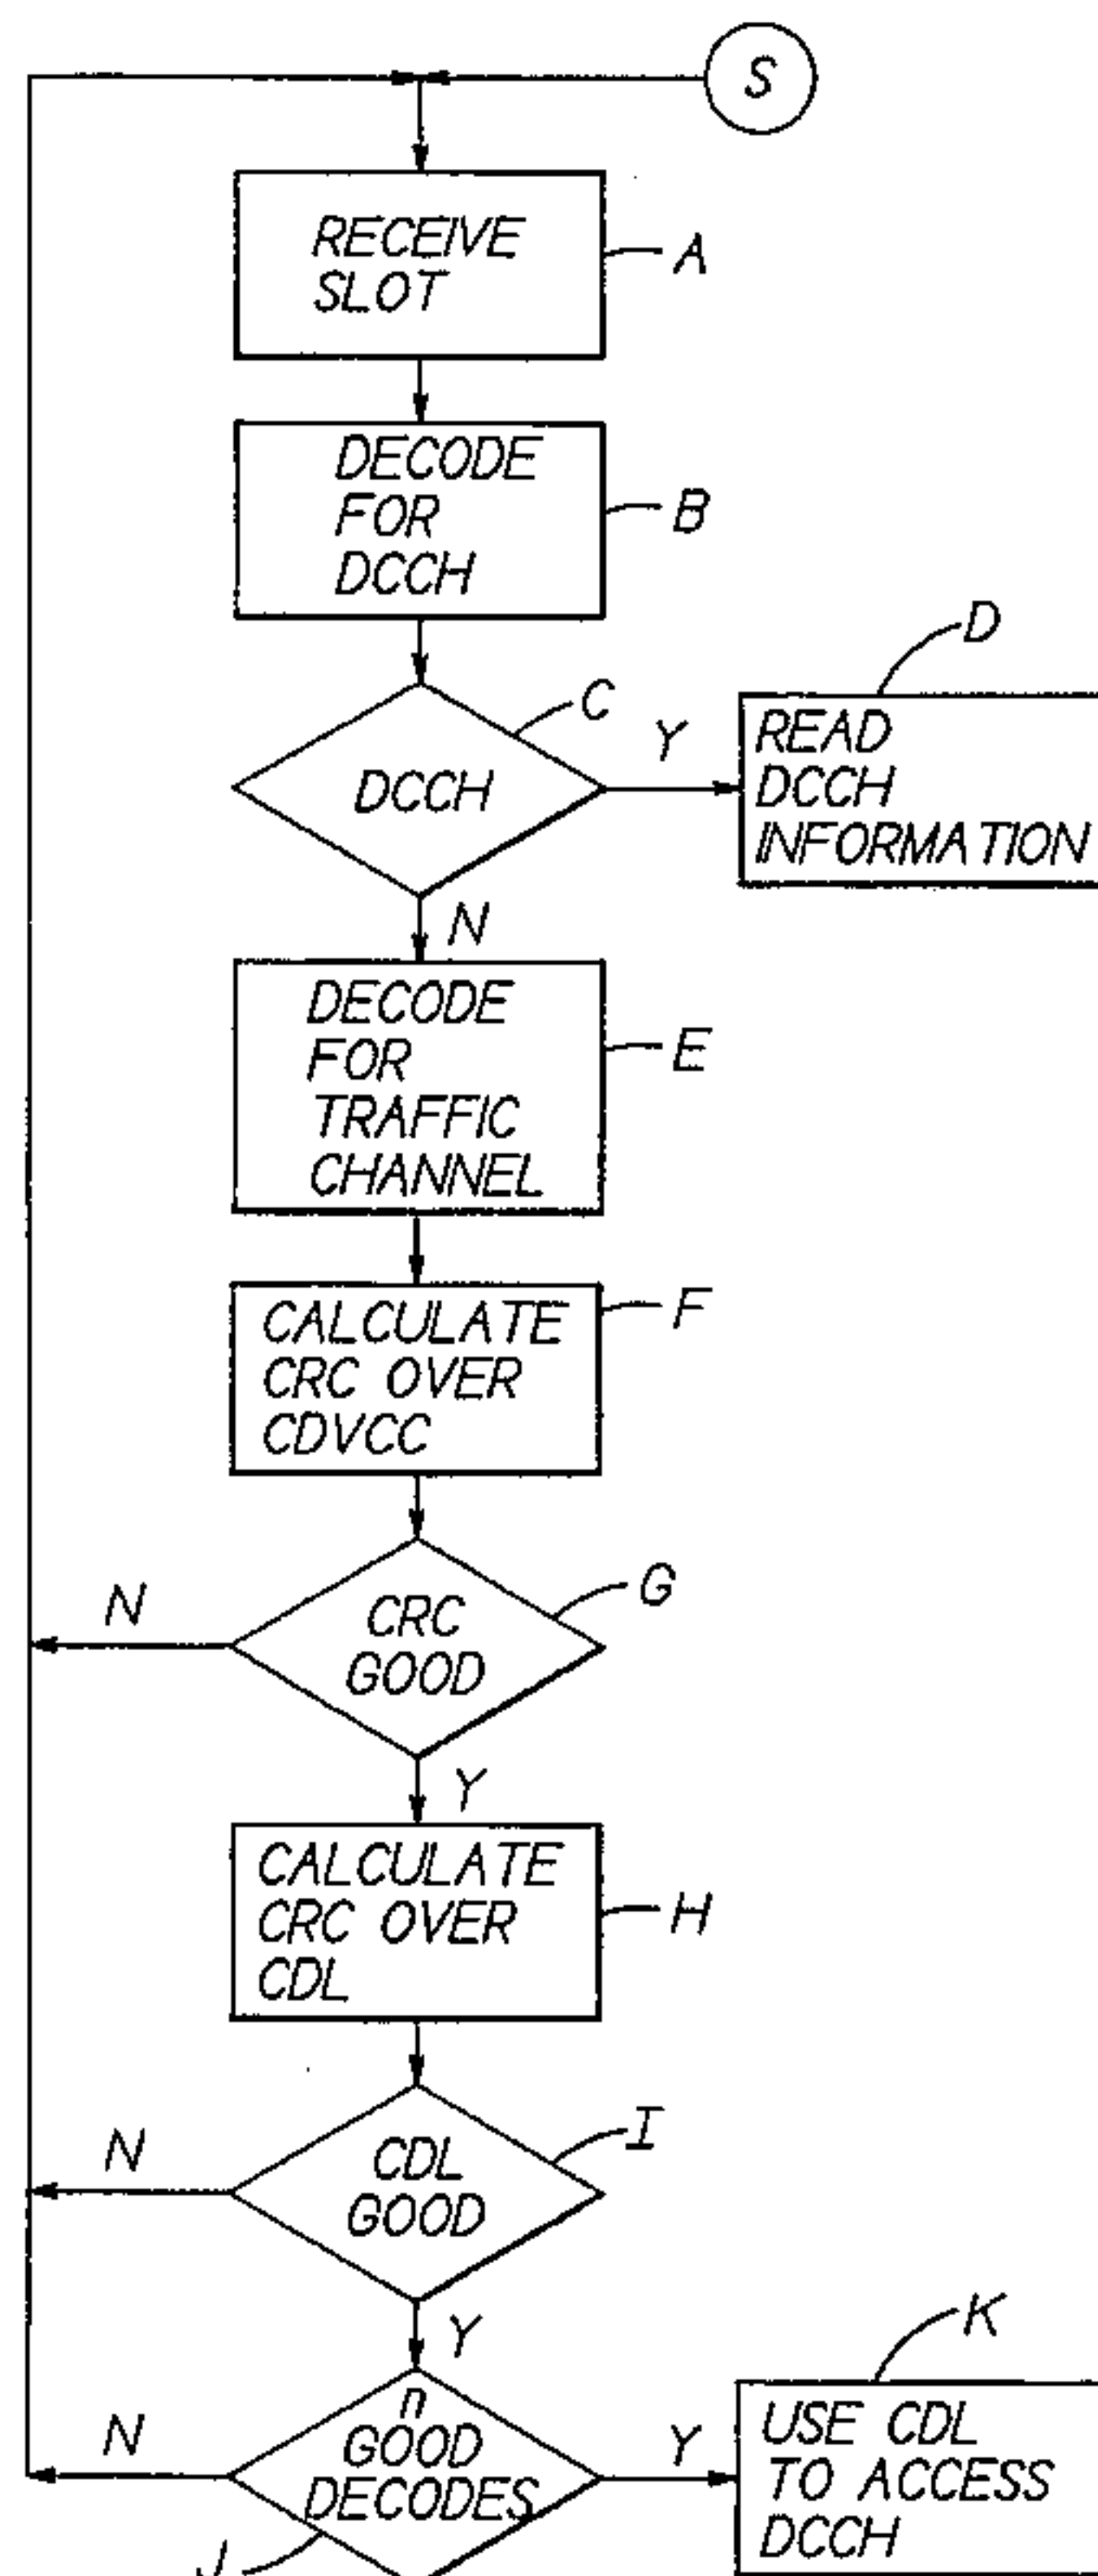 S
RECEIVE
SLOT
A
DECODE
FOR
DCCH
B
DCCH
C
Y
D
READ
DCCH
INFORMATION
N
DECODE
FOR
TRAFFIC
CHANNEL
E
CALCULATE
CRC OVER
CDVCC
F
CRC
GOOD
G
N
Y
CALCULATE
CRC OVER
CDL
H
CDL
GOOD
I
N
Y
n
GOOD
DECODES
J
N
Y
K
USE CDL
TO ACCESS
DCCH